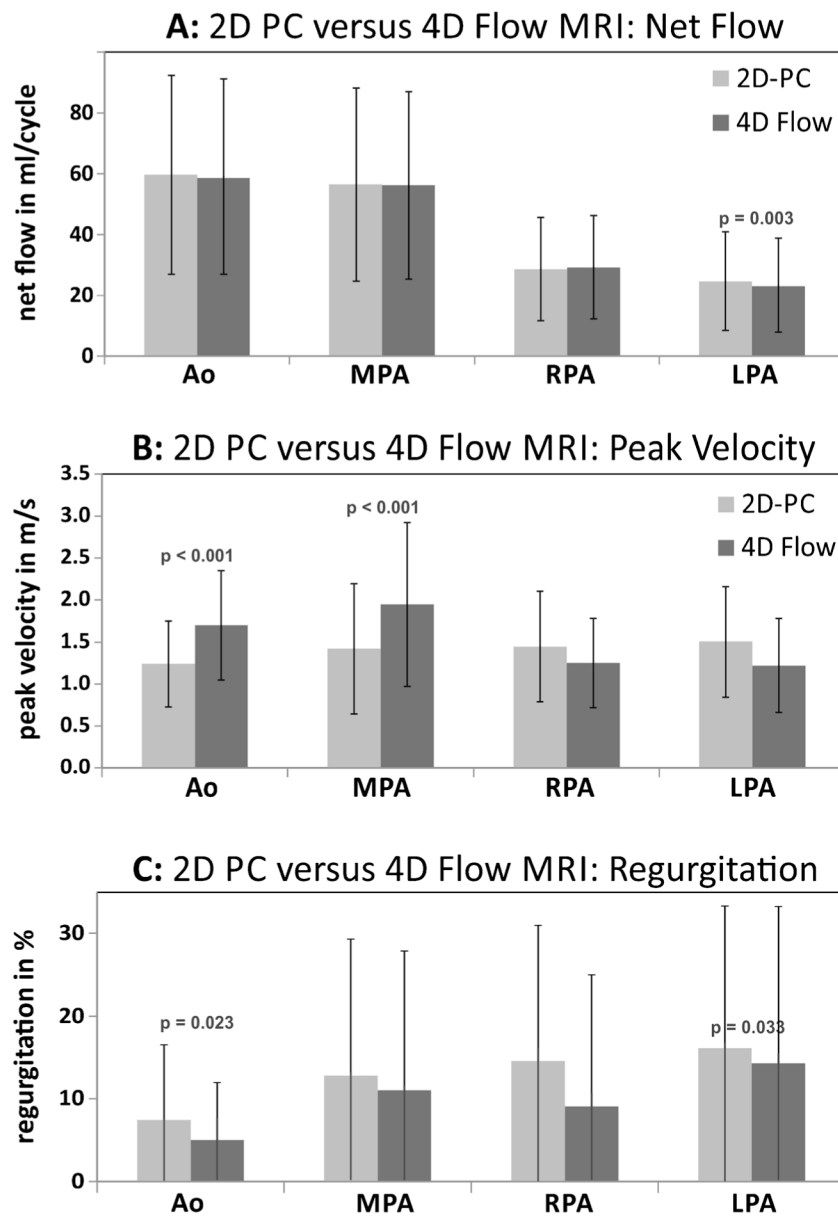 A: 2D PC versus 4D Flow MRI: Net Flow
net flow in ml/cycle
80
60
40
20
0
2D-PC
4D Flow
p = 0.003
Ao MPA RPA LPA
B: 2D PC versus 4D Flow MRI: Peak Velocity
peak velocity in m/s
3.5
3.0
2.5
2.0
1.5
1.0
0.5
0.0
2D-PC
4D Flow
p < 0.001
p < 0.001
Ao MPA RPA LPA
C: 2D PC versus 4D Flow MRI: Regurgitation
regurgitation in %
30
20
10
0
p = 0.023
p = 0.033
Ao MPA RPA LPA